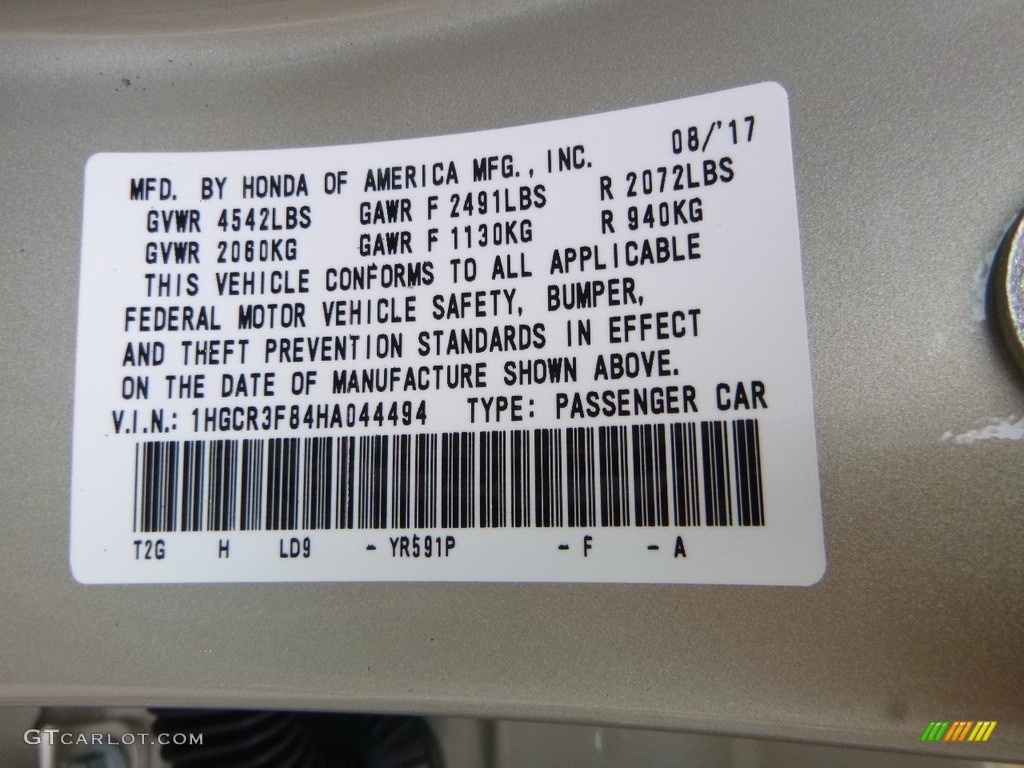 08/'17
MFD. BY HONDA OF AMERICA MFG., INC.
GVWR 4542LBS GAWR F 2491LBS R 2072LBS
GVWR 2060KG GAWR F 1130KG R 940KG
THIS VEHICLE CONFORMS TO ALL APPLICABLE
FEDERAL MOTOR VEHICLE SAFETY, BUMPER,
AND THEFT PREVENTION STANDARDS IN EFFECT
ON THE DATE OF MANUFACTURE SHOWN ABOVE.
V.I.N.: 1HGCR3F84HA044494 TYPE: PASSENGER CAR
T2G H LD9 - YR591P - F - A
GTCARLOT.COM